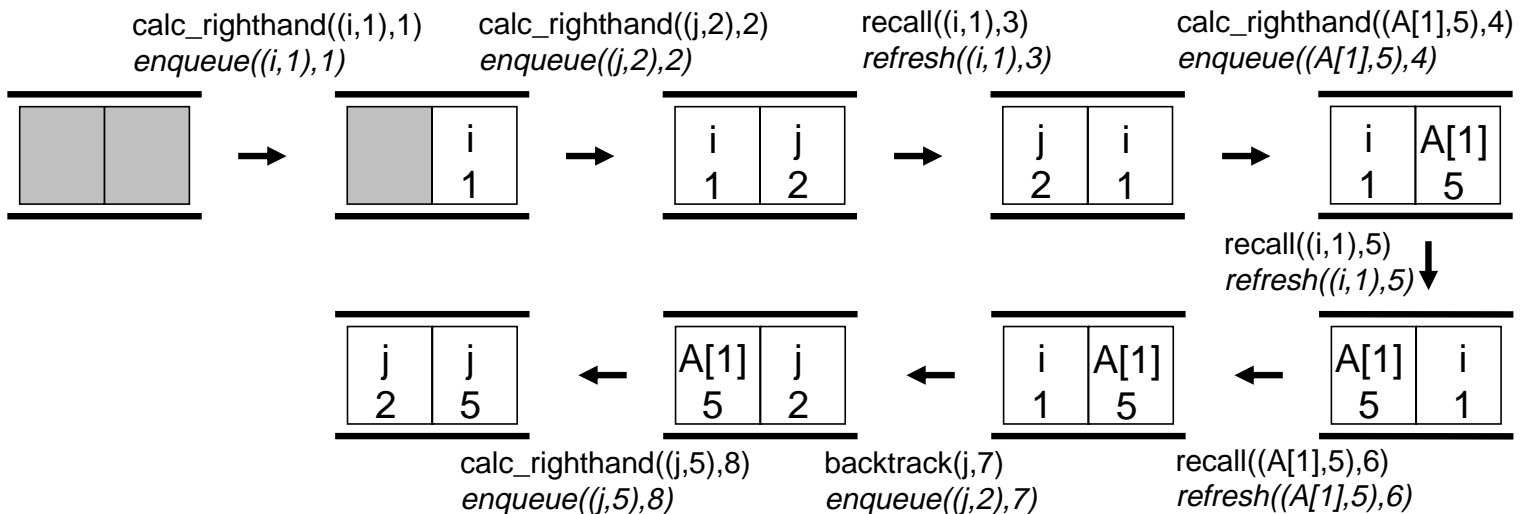 calc_righthand((i,1),1)
enqueue((i,1),1)
calc_righthand((j,2),2)
enqueue((j,2),2)
recall((i,1),3)
refresh((i,1),3)
calc_righthand((A[1],5),4)
enqueue((A[1],5),4)
i
1
i j
1 2
j i
2 1
i A[1]
1 5
recall((i,1),5)
refresh((i,1),5)
A[1] i
5 1
i A[1]
1 5
A[1] j
5 2
j j
2 5
recall((A[1],5),6)
refresh((A[1],5),6)
backtrack(j,7)
enqueue((j,2),7)
calc_righthand((j,5),8)
enqueue((j,5),8)